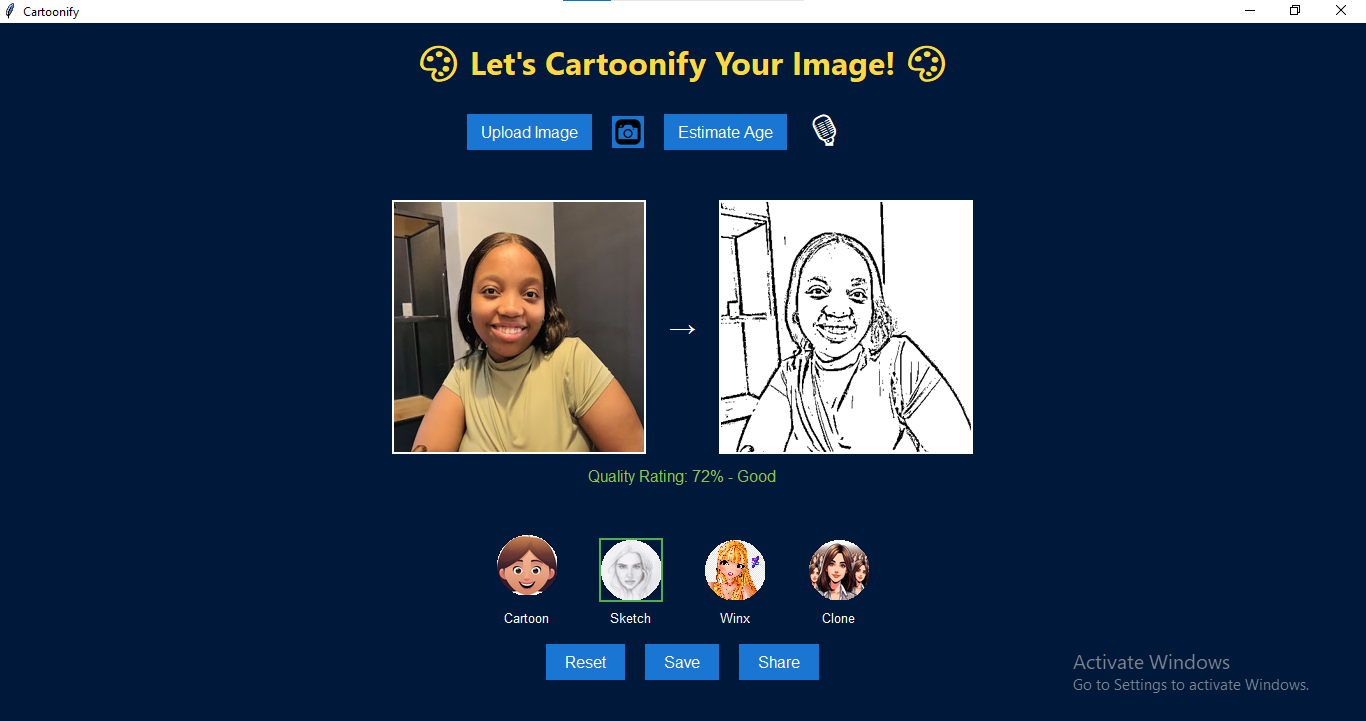 Cartoonify
Let's Cartoonify Your Image!
Upload Image
Estimate Age
→
Quality Rating: 72% - Good
Cartoon
Sketch
Winx
Clone
Reset
Save
Share
Activate Windows
Go to Settings to activate Windows.